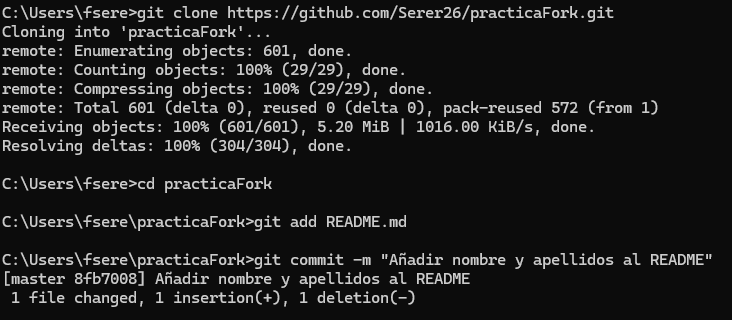 C:\Users\fsere>git clone https://github.com/Serer26/practicaFork.git
Cloning into 'practicaFork'...
remote: Enumerating objects: 601, done.
remote: Counting objects: 100% (29/29), done.
remote: Compressing objects: 100% (29/29), done.
remote: Total 601 (delta 0), reused 0 (delta 0), pack-reused 572 (from 1)
Receiving objects: 100% (601/601), 5.20 MiB | 1016.00 KiB/s, done.
Resolving deltas: 100% (304/304), done.
C:\Users\fsere>cd practicaFork
C:\Users\fsere\practicaFork>git add README.md
C:\Users\fsere\practicaFork>git commit -m "Añadir nombre y apellidos al README"
[master 8fb7008] Añadir nombre y apellidos al README
 1 file changed, 1 insertion(+), 1 deletion(-)